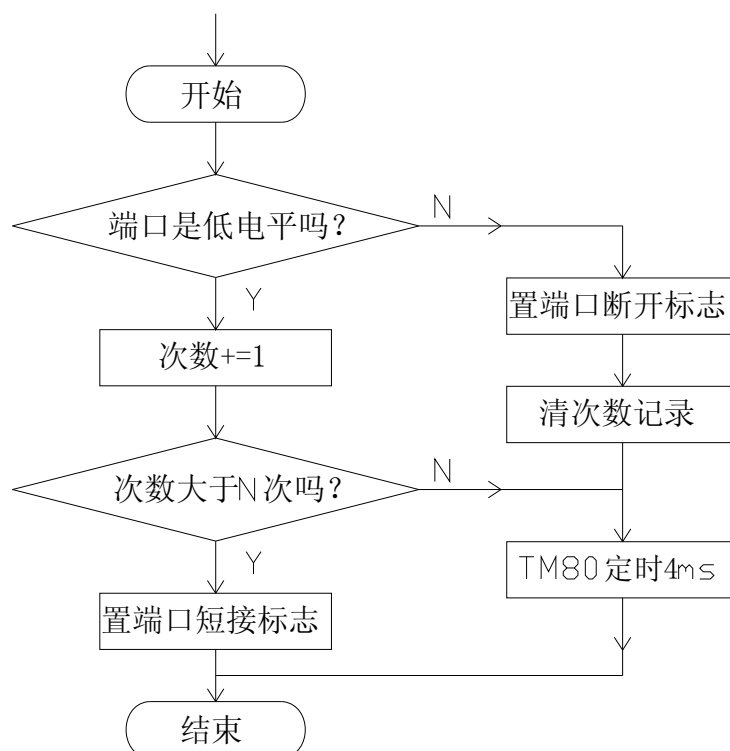 开始
端口是低电平吗?
N
Y
置端口断开标志
次数+=1
清次数记录
次数大于N次吗?
N
Y
TM80定时4ms
置端口短接标志
结束